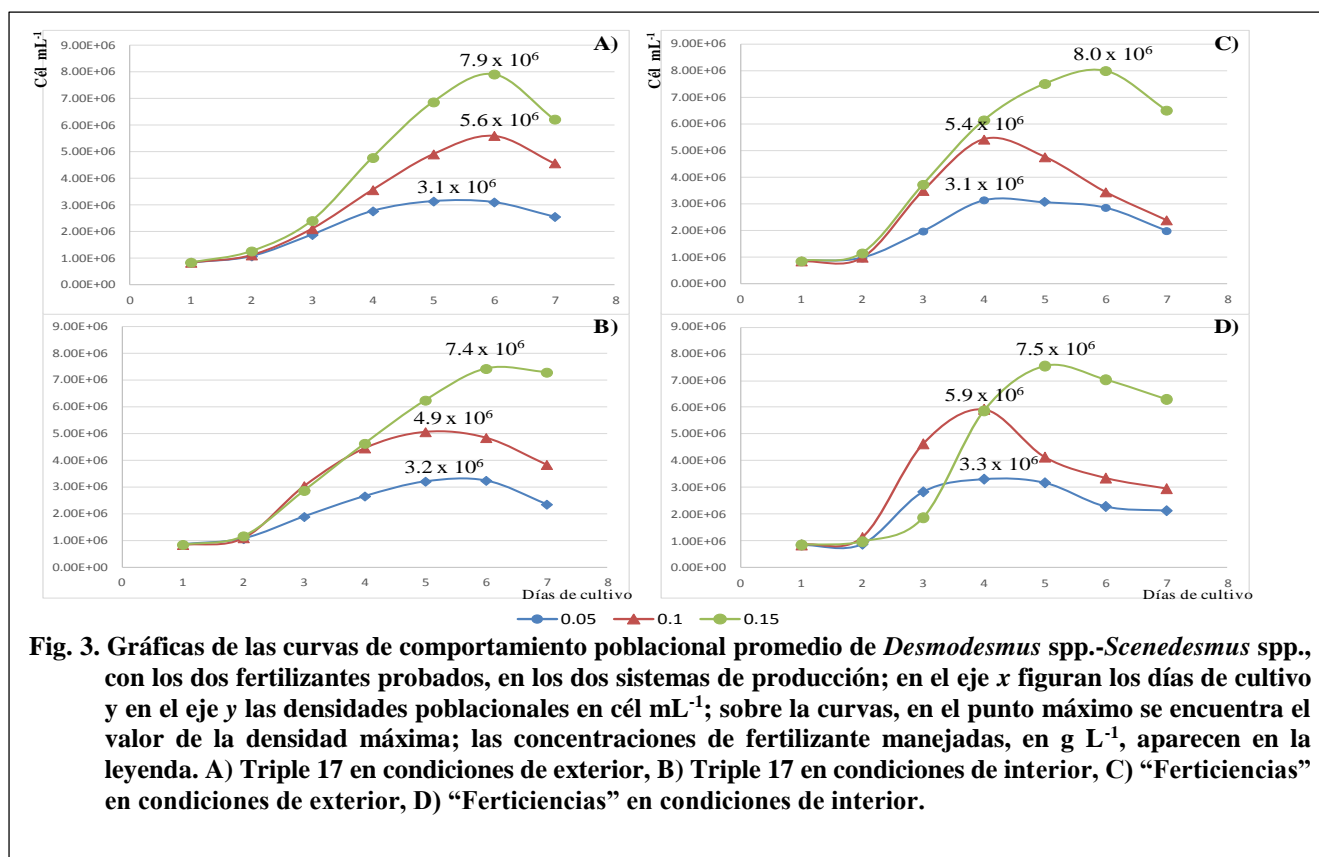 Cél mL-1
A)
9.00E+06
8.00E+06
7.00E+06
6.00E+06
5.00E+06
4.00E+06
3.00E+06
2.00E+06
1.00E+06
0.00E+00
7.9 x 10⁶
5.6 x 10⁶
3.1 x 10⁶
0 1 2 3 4 5 6 7 8
Cél mL-1
C)
9.00E+06
8.00E+06
7.00E+06
6.00E+06
5.00E+06
4.00E+06
3.00E+06
2.00E+06
1.00E+06
0.00E+00
8.0 x 10⁶
5.4 x 10⁶
3.1 x 10⁶
0 1 2 3 4 5 6 7 8
B)
9.00E+06
8.00E+06
7.00E+06
6.00E+06
5.00E+06
4.00E+06
3.00E+06
2.00E+06
1.00E+06
0.00E+00
7.4 x 10⁶
4.9 x 10⁶
3.2 x 10⁶
0 1 2 3 4 5 6 7 8
Días de cultivo
D)
9.00E+06
8.00E+06
7.00E+06
6.00E+06
5.00E+06
4.00E+06
3.00E+06
2.00E+06
1.00E+06
0.00E+00
7.5 x 10⁶
5.9 x 10⁶
3.3 x 10⁶
0 1 2 3 4 5 6 7 8
Días de cultivo
0.05 0.1 0.15
Fig. 3. Gráficas de las curvas de comportamiento poblacional promedio de Desmodesmus spp.-Scenedesmus spp.,
con los dos fertilizantes probados, en los dos sistemas de producción; en el eje x figuran los días de cultivo
y en el eje y las densidades poblacionales en cél mL-1; sobre la curvas, en el punto máximo se encuentra el
valor de la densidad máxima; las concentraciones de fertilizante manejadas, en g L-1, aparecen en la
leyenda. A) Triple 17 en condiciones de exterior, B) Triple 17 en condiciones de interior, C) “Ferticiencias”
en condiciones de exterior, D) “Ferticiencias” en condiciones de interior.